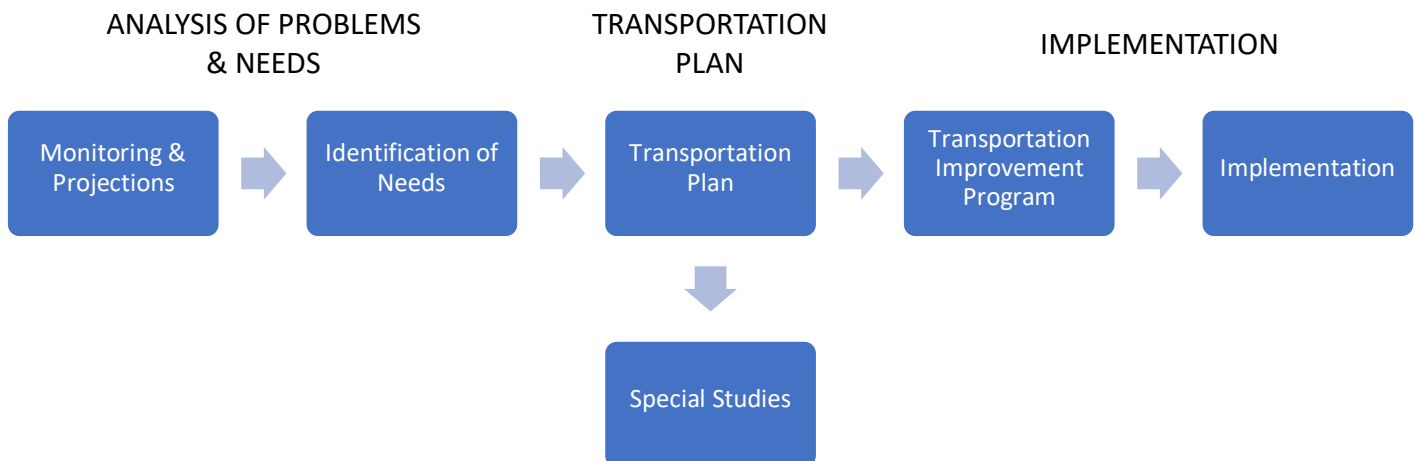 ANALYSIS OF PROBLEMS
& NEEDS
TRANSPORTATION
PLAN
IMPLEMENTATION
Monitoring &
Projections
Identification of
Needs
Transportation
Plan
Transportation
Improvement
Program
Implementation
Special Studies